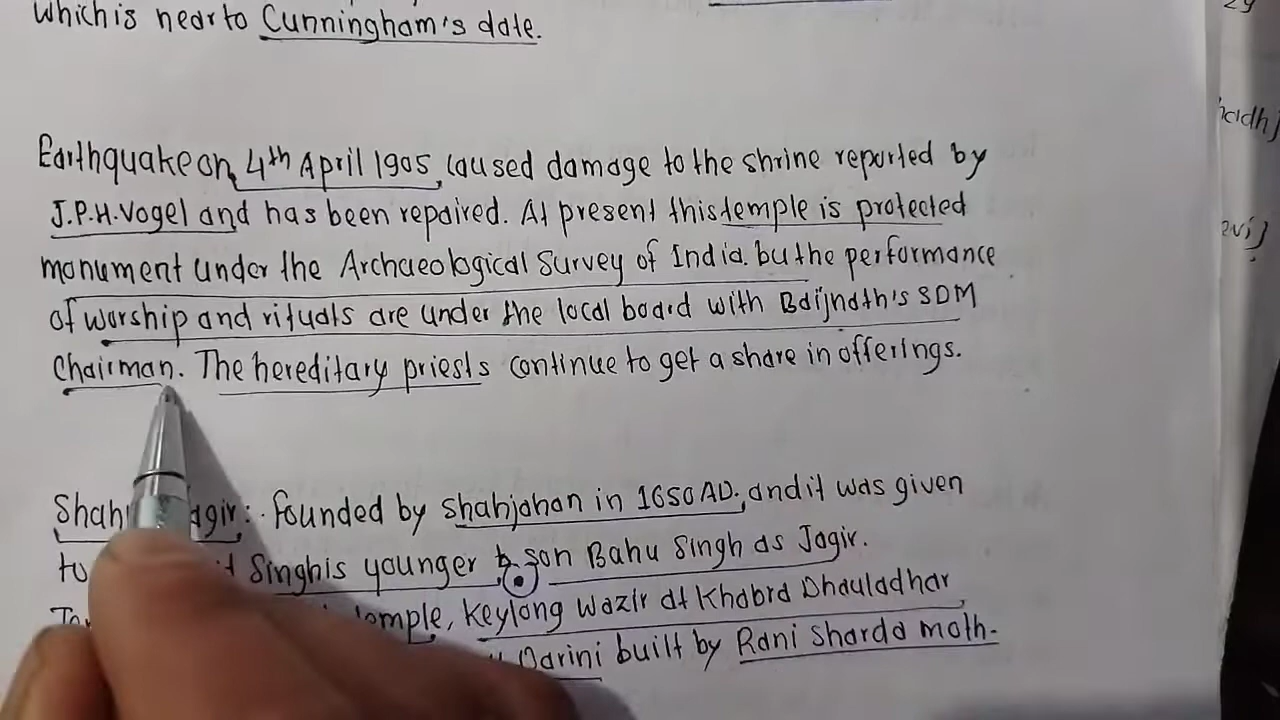 which is near to Cunningham's date.
Earthquake on 4th April 1905, caused damage to the shrine reported by
J.P.H. Vogel and has been repaired. At present this temple is protected
monument under the Archaeological Survey of India. but the performance
of worship and rituals are under the local board with Baijnath's SDM
Chairman. The hereditary priests continue to get a share in offerings.
Shah agir:- founded by Shahjahan in 1650 AD. and it was given
to Singh's younger son Bahu Singh as Jagir.
temple, Keylong Wazir at Khabra Dhauladhar
Darini built by Rani Sharda math-